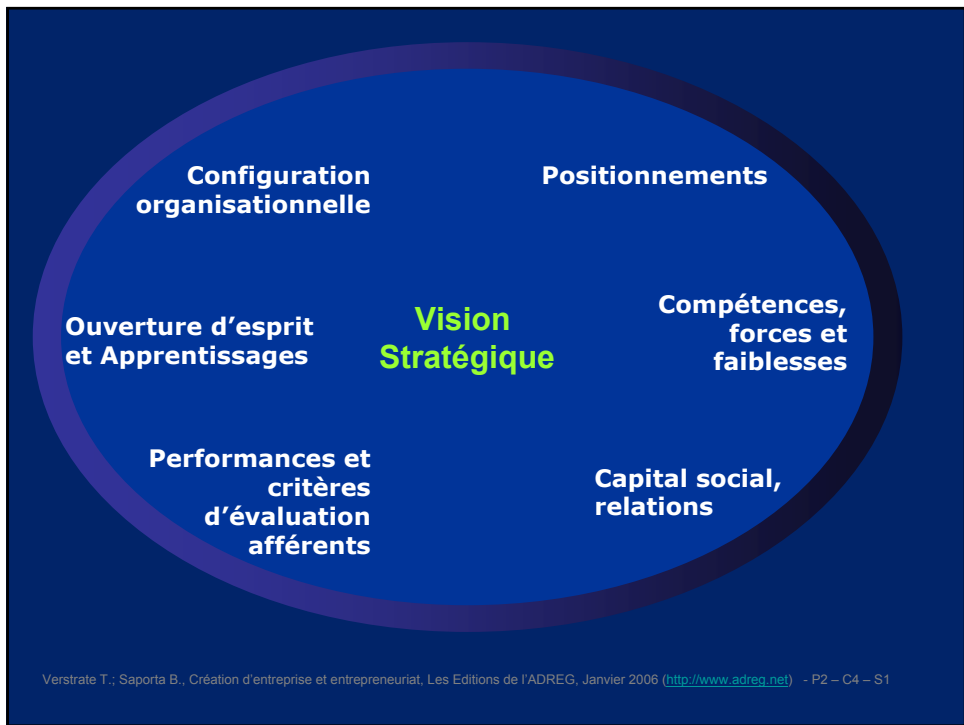 Configuration
organisationnelle
Positionnements
Ouverture d’esprit
et Apprentissages
Vision
Stratégique
Compétences,
forces et
faiblesses
Performances et
critères
d’évaluation
afférents
Capital social,
relations
Verstrate T.; Saporta B., Création d’entreprise et entrepreneuriat, Les Editions de l’ADREG, Janvier 2006 (http://www.adreg.net) - P2 – C4 – S1